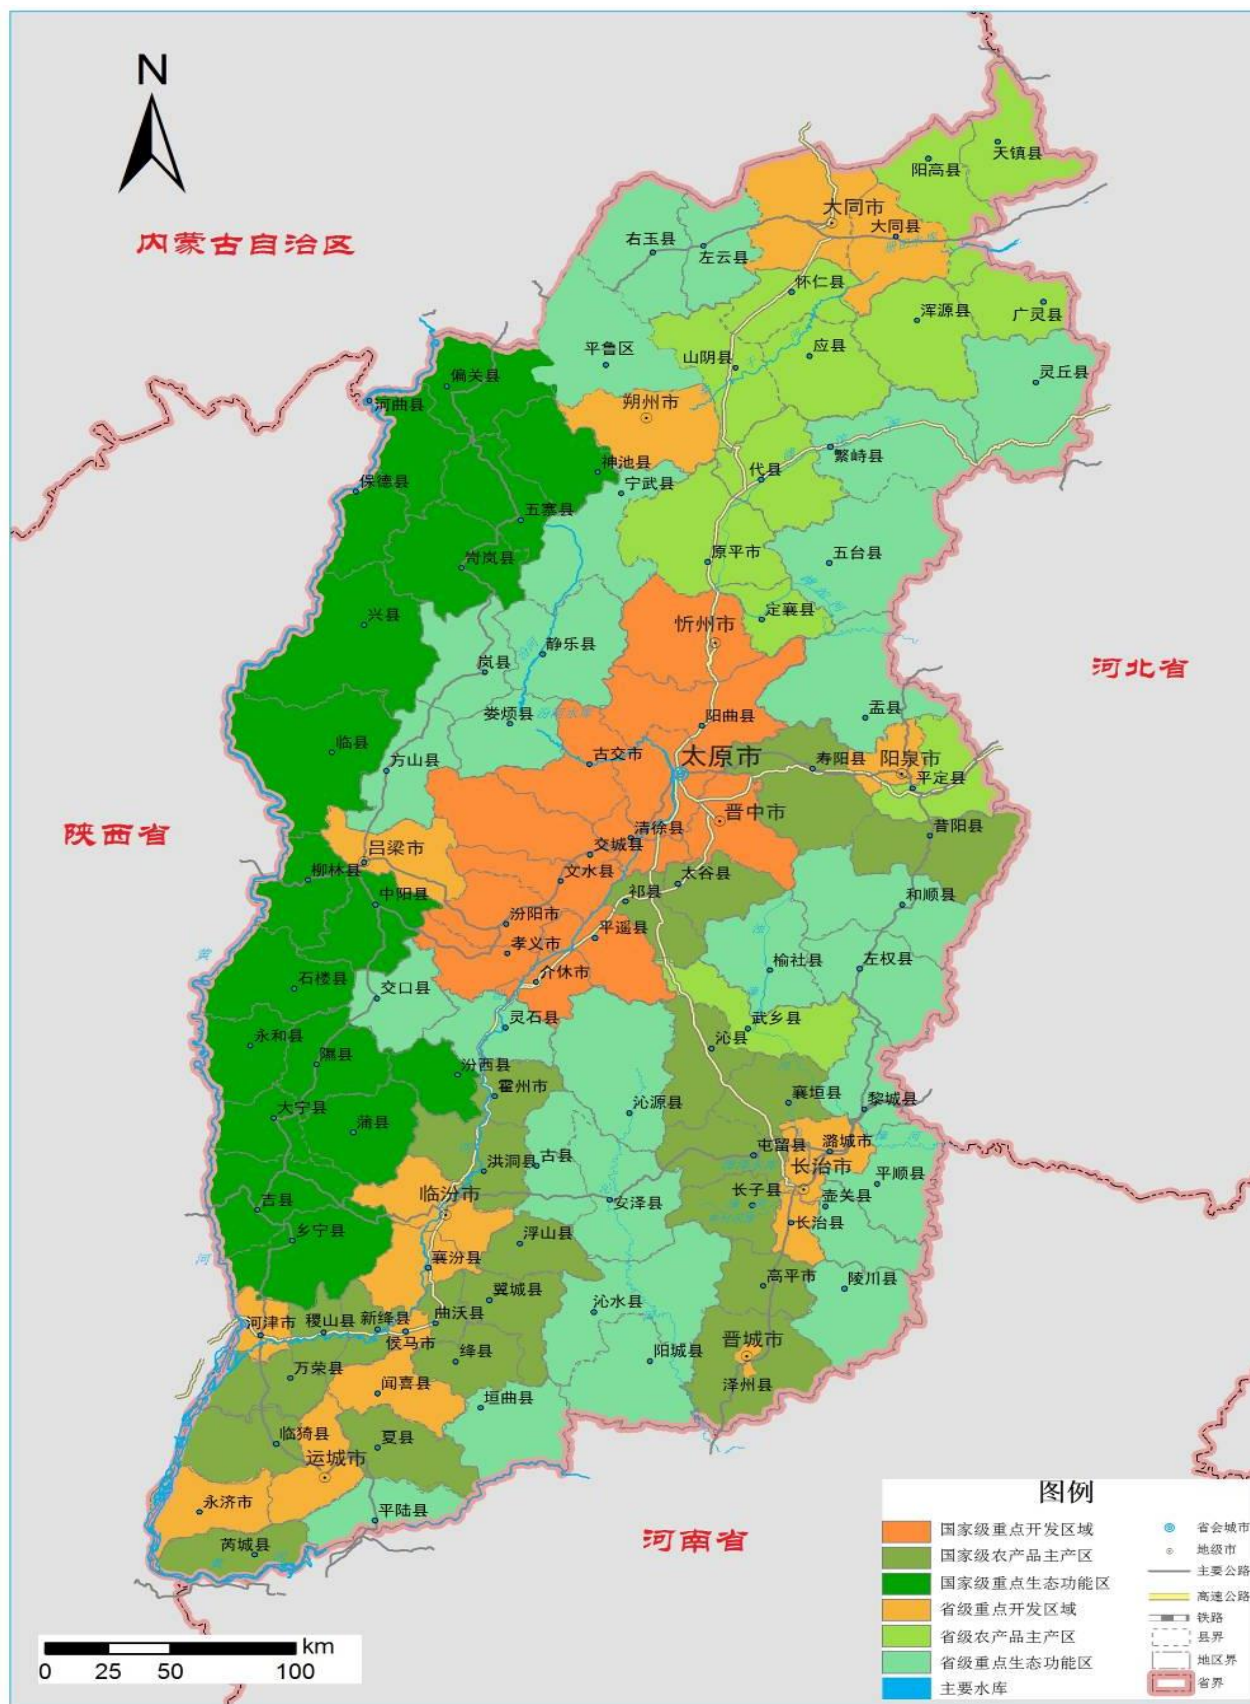 N
内蒙古自治区
天镇县
阳高县
大同市
大同县
右玉县
左云县
怀仁县
浑源县
广灵县
平鲁区
山阴县
应县
灵丘县
偏关县
河曲县
朔州市
神池县
宁武县
代县
繁峙县
保德县
五寨县
岢岚县
原平市
五台县
兴县
定襄县
忻州市
静乐县
岚县
河北省
汾河
娄烦县
阳曲县
盂县
临县
方山县
古交市
太原市
寿阳县
阳泉市
平定县
陕西省
吕梁市
清徐县
晋中市
交城县
昔阳县
柳林县
中阳县
文水县
祁县
太谷县
和顺县
汾阳市
平遥县
孝义市
榆社县
左权县
黄
石楼县
交口县
介休市
灵石县
武乡县
沁县
永和县
隰县
汾西县
霍州市
沁源县
襄垣县
黎城县
大宁县
蒲县
屯留县
潞城市
洪洞县
古县
长治市
平顺县
吉县
临汾市
安泽县
长子县
壶关县
长治县
乡宁县
襄汾县
浮山县
河
高平市
陵川县
翼城县
沁水县
河津市
稷山县
新绛县
曲沃县
侯马市
绛县
阳城县
晋城市
万荣县
闻喜县
垣曲县
泽州县
临猗县
夏县
运城市
永济市
平陆县
芮城县
河南省
图例
国家级重点开发区域
国家级农产品主产区
国家级重点生态功能区
省级重点开发区域
省级农产品主产区
省级重点生态功能区
主要水库
省会城市
地级市
主要公路
高速公路
铁路
县界
地区界
省界
km
0 25 50 100